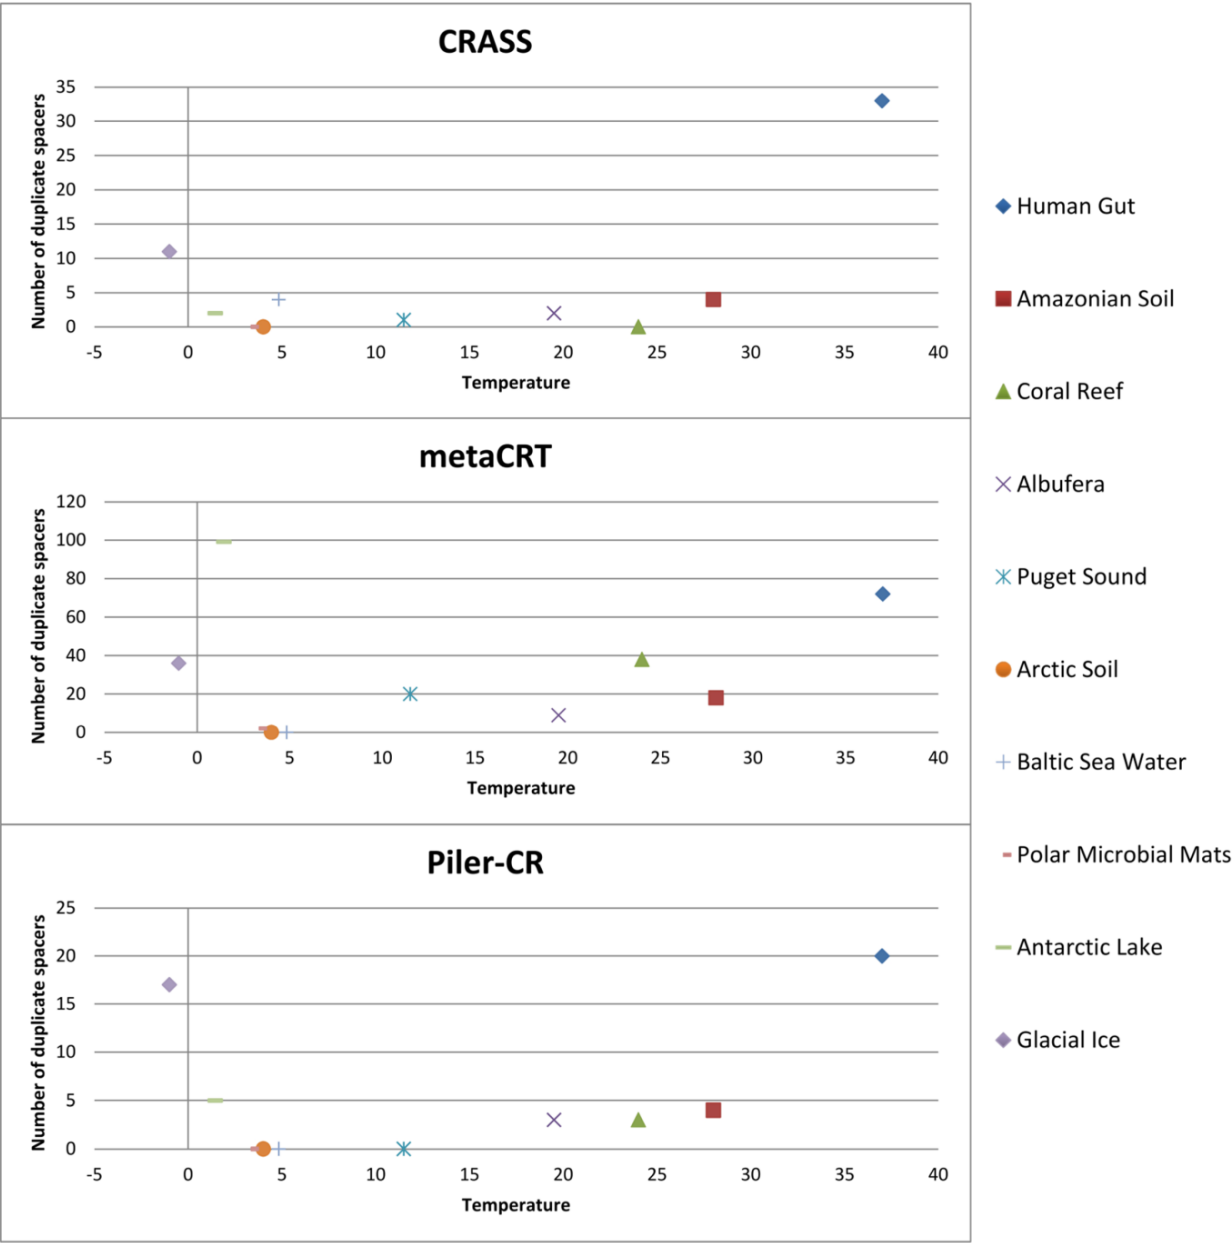 CRASS
Number of duplicate spacers
35
30
25
20
15
10
5
0
-5 0 5 10 15 20 25 30 35 40
Temperature
metaCRT
Number of duplicate spacers
120
100
80
60
40
20
0
-5 0 5 10 15 20 25 30 35 40
Temperature
Piler-CR
Number of duplicate spacers
25
20
15
10
5
0
-5 0 5 10 15 20 25 30 35 40
Temperature
Human Gut
Amazonian Soil
Coral Reef
Albufera
Puget Sound
Arctic Soil
Baltic Sea Water
Polar Microbial Mats
Antarctic Lake
Glacial Ice